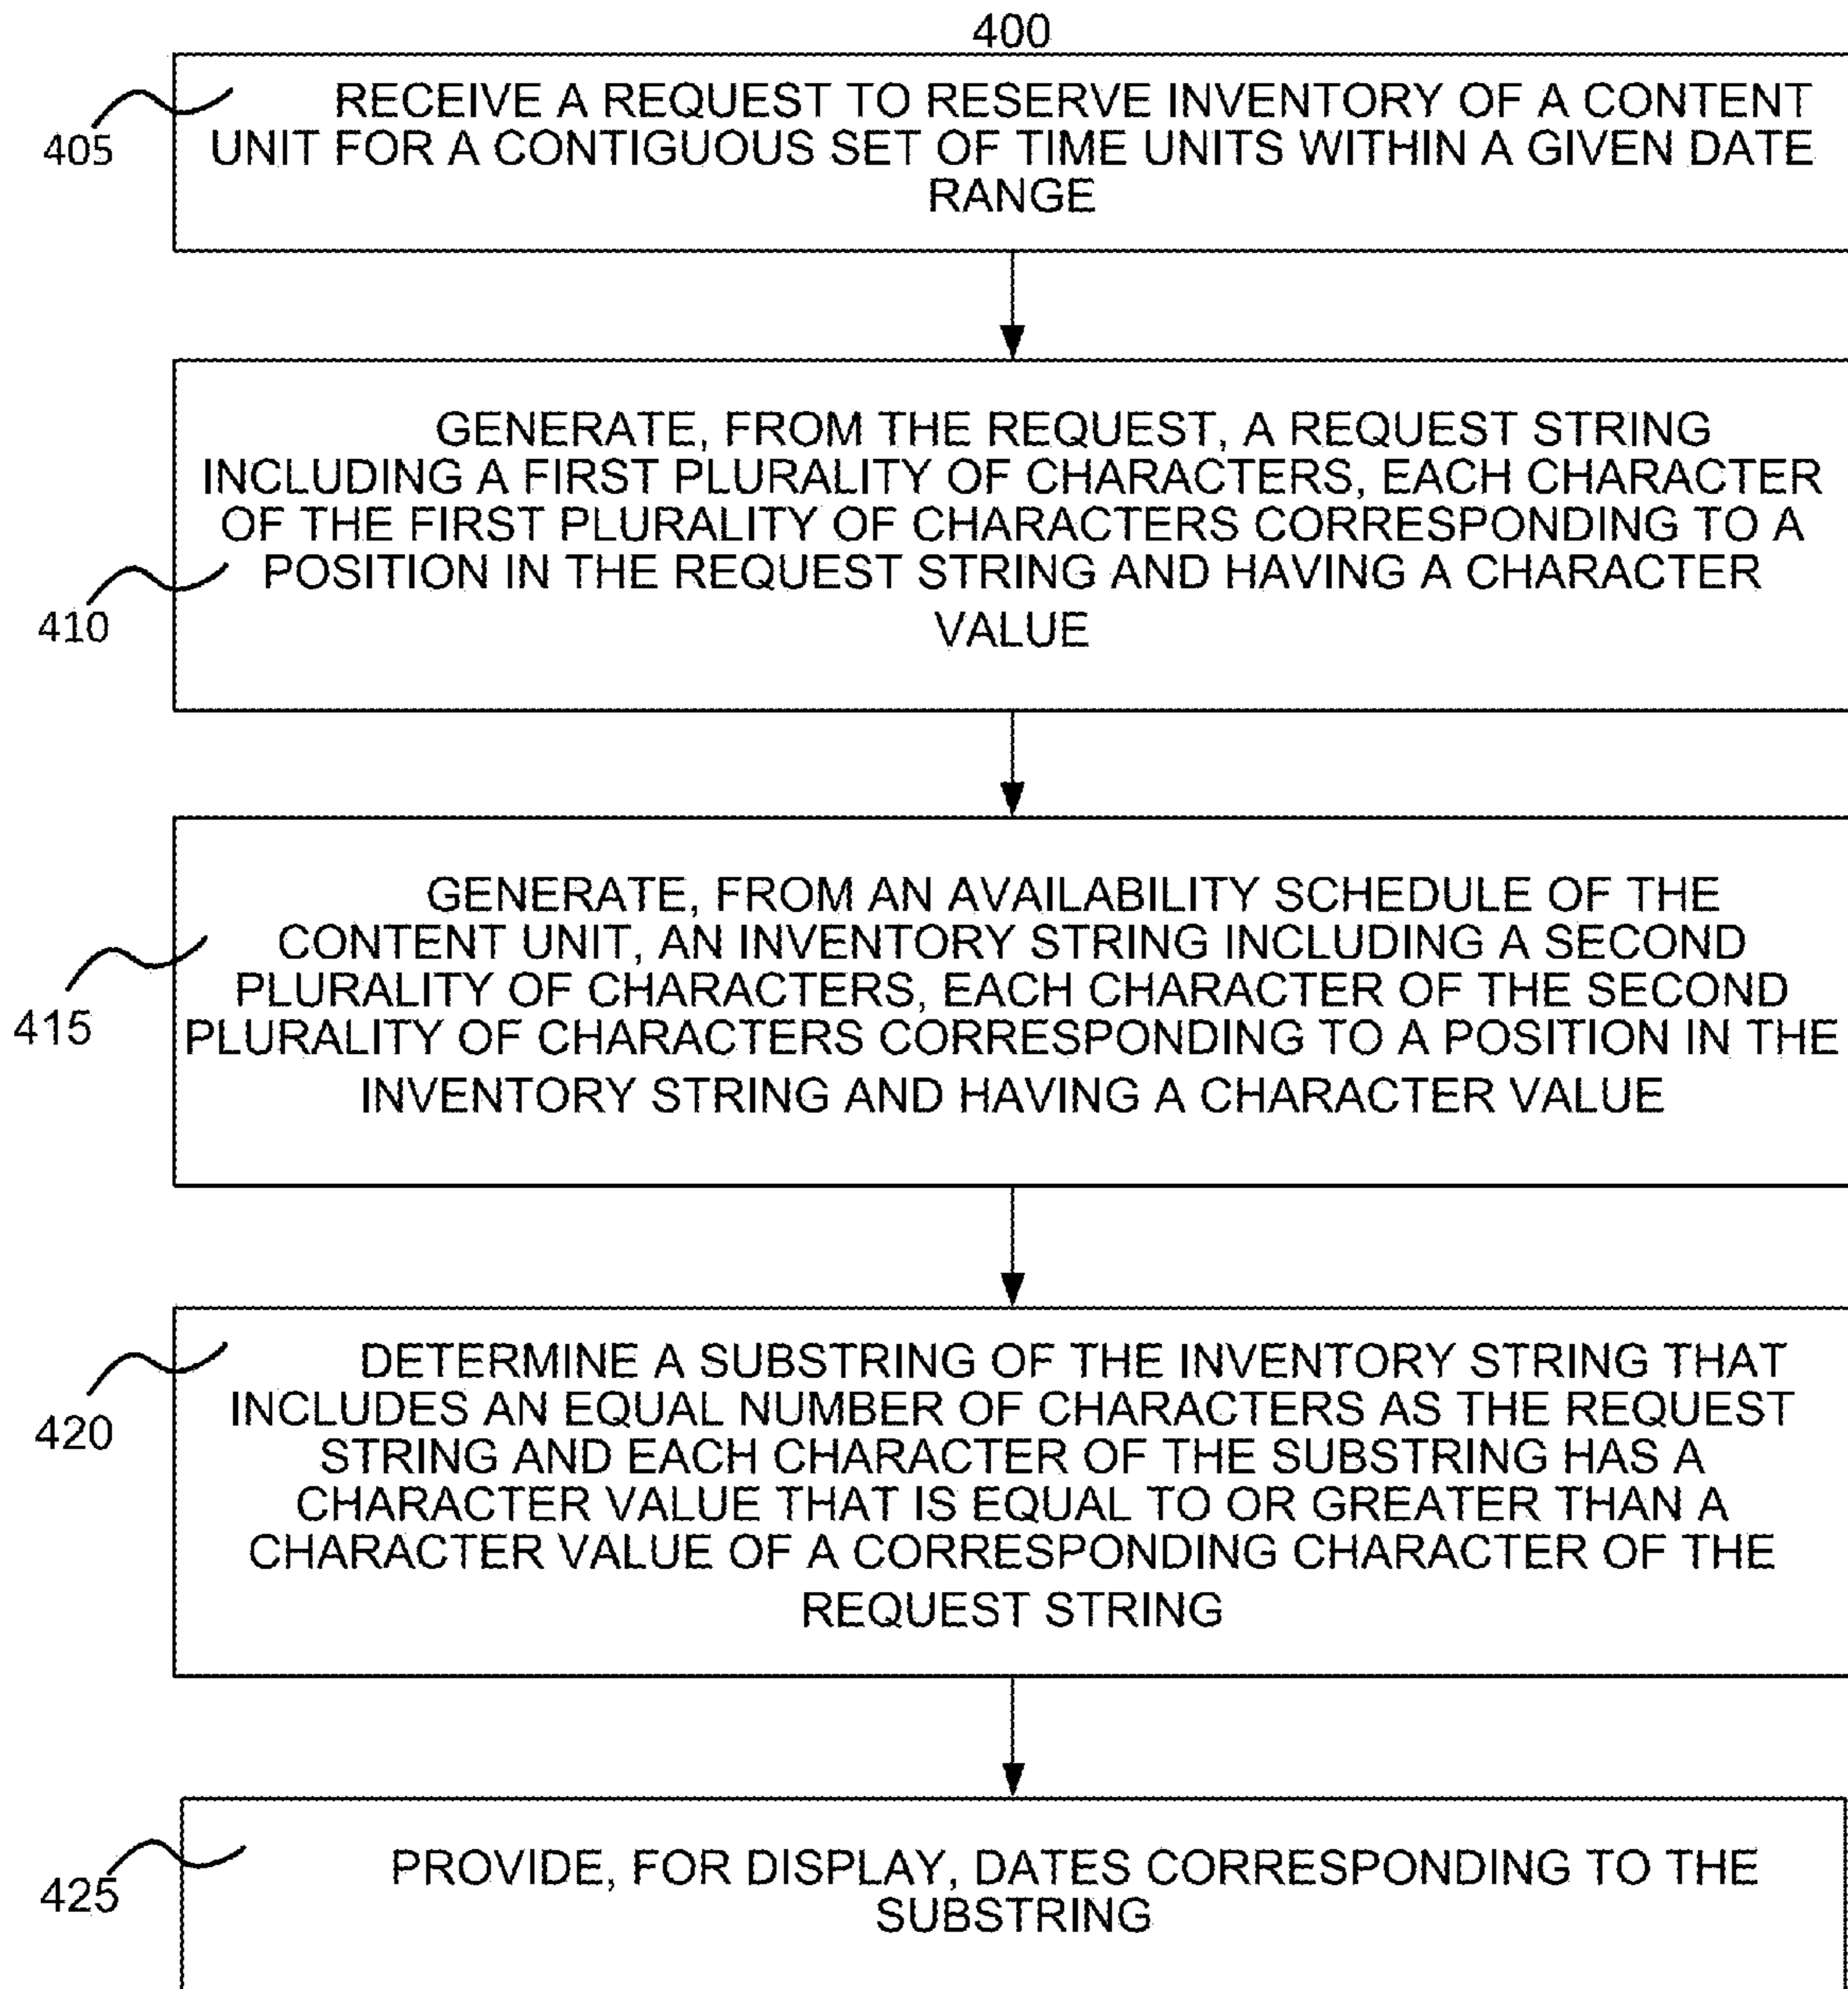 400
405
RECEIVE A REQUEST TO RESERVE INVENTORY OF A CONTENT
UNIT FOR A CONTIGUOUS SET OF TIME UNITS WITHIN A GIVEN DATE
RANGE
410
GENERATE, FROM THE REQUEST, A REQUEST STRING
INCLUDING A FIRST PLURALITY OF CHARACTERS, EACH CHARACTER
OF THE FIRST PLURALITY OF CHARACTERS CORRESPONDING TO A
POSITION IN THE REQUEST STRING AND HAVING A CHARACTER
VALUE
415
GENERATE, FROM AN AVAILABILITY SCHEDULE OF THE
CONTENT UNIT, AN INVENTORY STRING INCLUDING A SECOND
PLURALITY OF CHARACTERS, EACH CHARACTER OF THE SECOND
PLURALITY OF CHARACTERS CORRESPONDING TO A POSITION IN THE
INVENTORY STRING AND HAVING A CHARACTER VALUE
420
DETERMINE A SUBSTRING OF THE INVENTORY STRING THAT
INCLUDES AN EQUAL NUMBER OF CHARACTERS AS THE REQUEST
STRING AND EACH CHARACTER OF THE SUBSTRING HAS A
CHARACTER VALUE THAT IS EQUAL TO OR GREATER THAN A
CHARACTER VALUE OF A CORRESPONDING CHARACTER OF THE
REQUEST STRING
425
PROVIDE, FOR DISPLAY, DATES CORRESPONDING TO THE
SUBSTRING